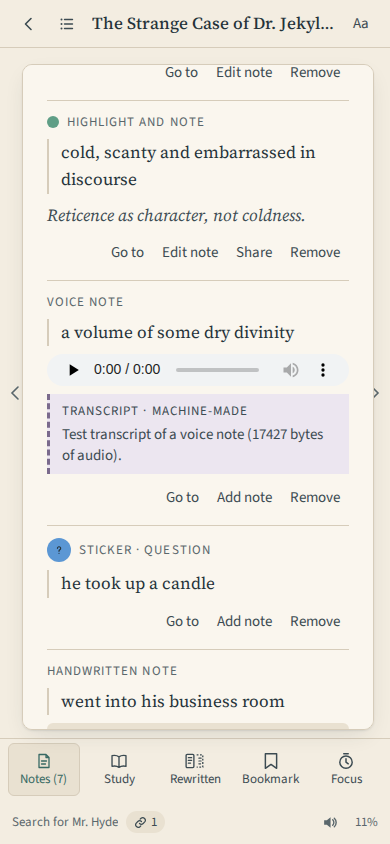 The Strange Case of Dr. Jekyl... Aa
Go to Edit note Remove
HIGHLIGHT AND NOTE
cold, scanty and embarrassed in
discourse
Reticence as character, not coldness.
Go to Edit note Share Remove
VOICE NOTE
a volume of some dry divinity
0:00 / 0:00
TRANSCRIPT · MACHINE-MADE
Test transcript of a voice note (17427 bytes
of audio).
Go to Add note Remove
? STICKER · QUESTION
he took up a candle
Go to Add note Remove
HANDWRITTEN NOTE
went into his business room
Notes (7) Study Rewritten Bookmark Focus
Search for Mr. Hyde 1 11%